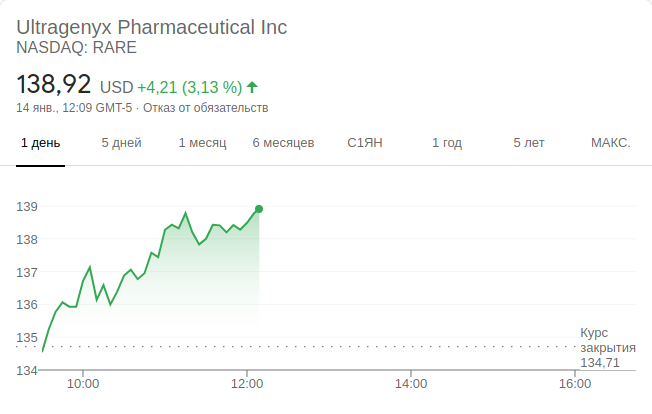 Ultragenyx Pharmaceutical Inc
NASDAQ: RARE
138,92 USD +4,21 (3,13 %)
14 янв., 12:09 GMT-5 · Отказ от обязательств
1 день 5 дней 1 месяц 6 месяцев С1ЯН 1 год 5 лет МАКС.
139
138
137
136
135
134
Курс
закрытия
134,71
10:00 12:00 14:00 16:00